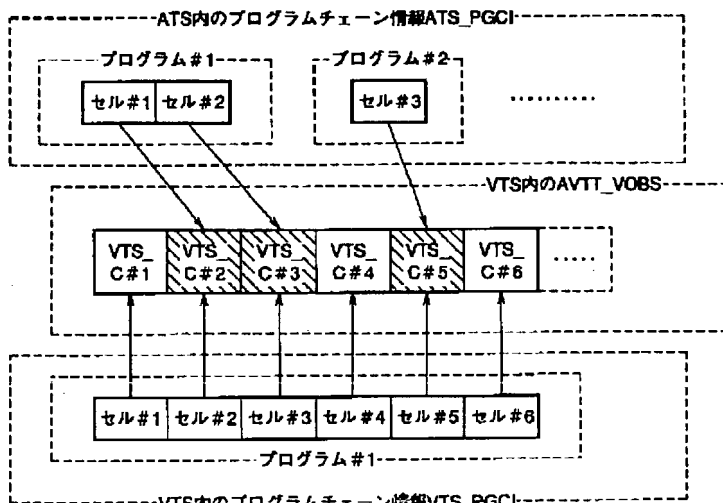 ATS内のプログラムチェーン情報ATS_PGCI
プログラム#1
プログラム#2
セル#1 セル#2
セル#3
VTS内のAVTT_VOBS
VTS_C#1
VTS_C#2
VTS_C#3
VTS_C#4
VTS_C#5
VTS_C#6
セル#1 セル#2 セル#3 セル#4 セル#5 セル#6
プログラム#1
VTS内のプログラムチェーン情報VTS_PGCI